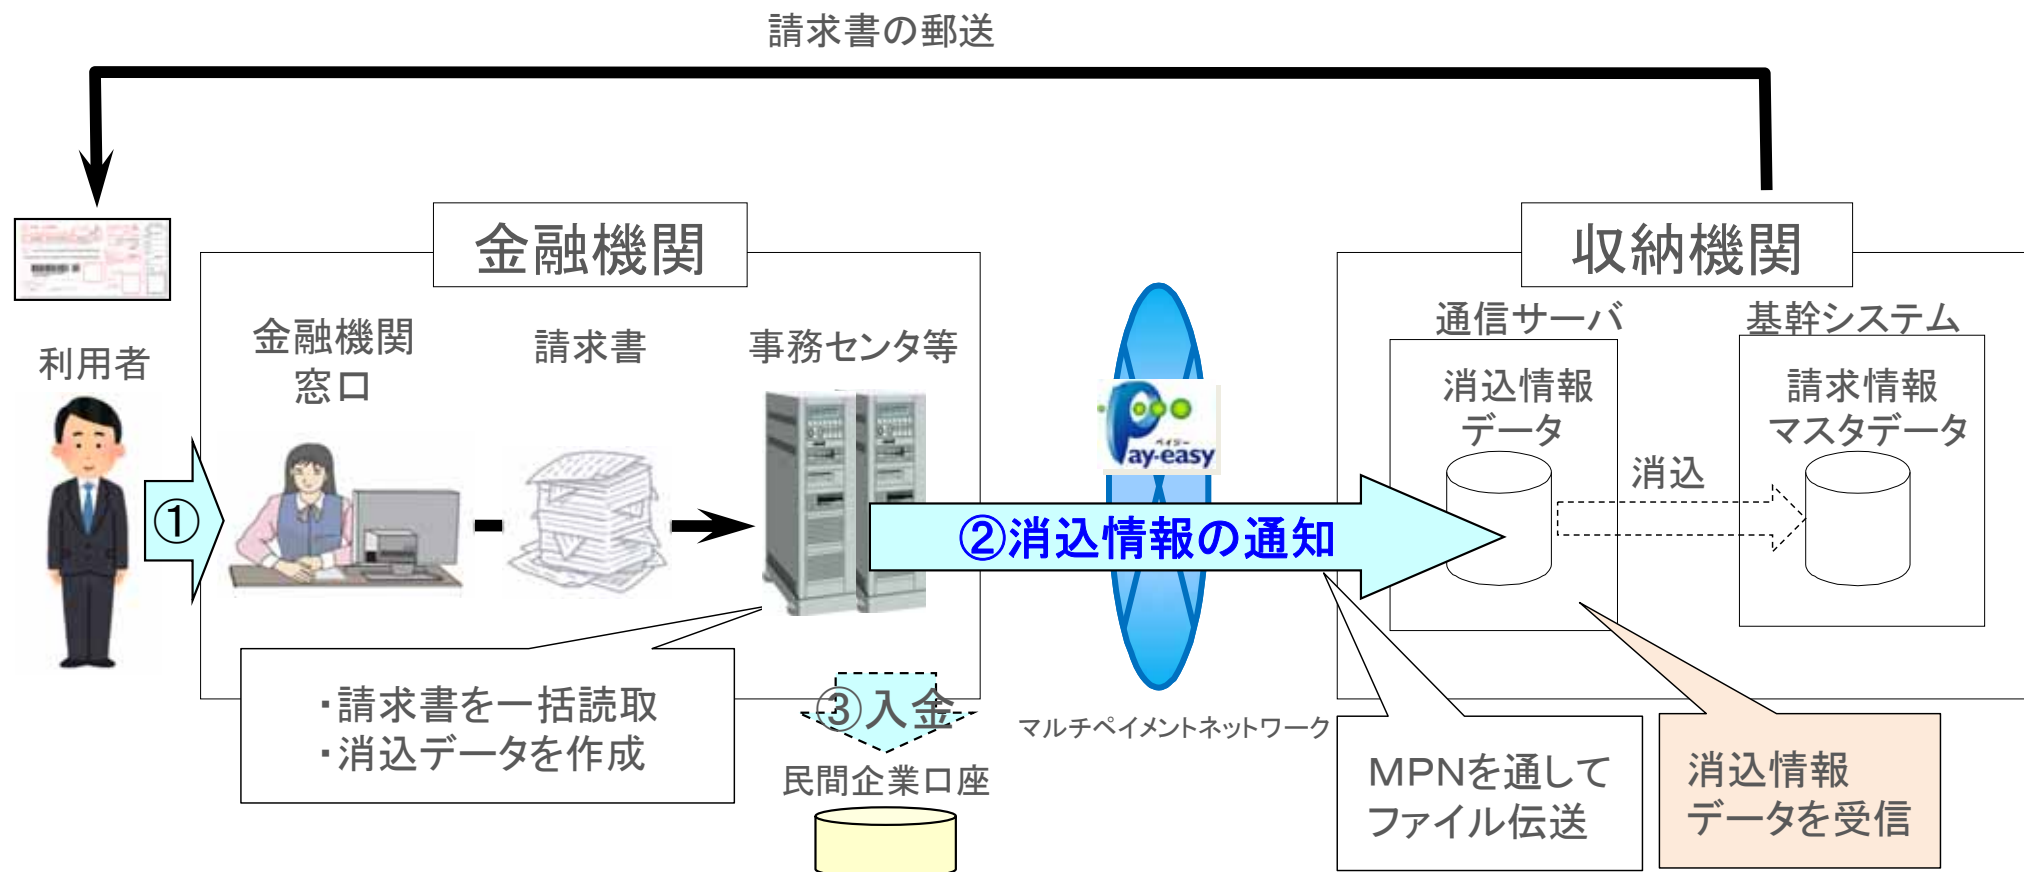 請求書の郵送
金融機関
収納機関
利用者
金融機関
窓口
請求書
事務センタ等
通信サーバ
基幹システム
消込情報
データ
請求情報
マスタデータ
消込
ペイジー
Pay-easy
①
②消込情報の通知
・請求書を一括読取
・消込データを作成
③入金
民間企業口座
マルチペイメントネットワーク
MPNを通して
ファイル伝送
消込情報
データを受信